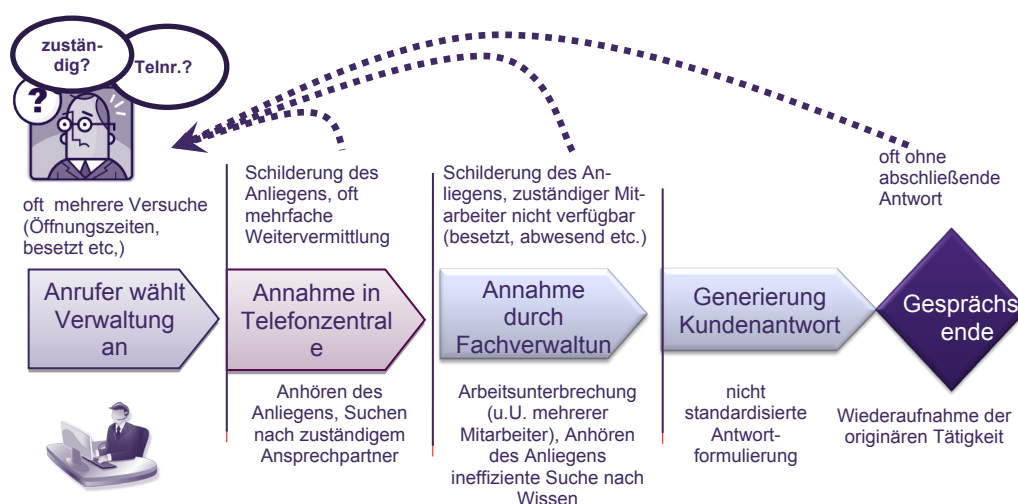 zustän-
dig?
Telnr.?
?
oft mehrere Versuche
(Öffnungszeiten,
besetzt etc,)
Schilderung des
Anliegens, oft
mehrfache
Weitervermittlung
Schilderung des An-
liegens, zuständiger Mit-
arbeiter nicht verfügbar
(besetzt, abwesend etc.)
oft ohne
abschließende
Antwort
Anrufer wählt
Verwaltung
an
Annahme in
Telefonzentral
e
Annahme
durch
Fachverwaltun
Generierung
Kundenantwort
Gesprächs
ende
Anhören des
Anliegens, Suchen
nach zuständigem
Ansprechpartner
Arbeitsunterbrechung
(u.U. mehrerer
Mitarbeiter), Anhören
des Anliegens
ineffiziente Suche nach
Wissen
nicht
standardisierte
Antwort-
formulierung
Wiederaufnahme der
originären Tätigkeit